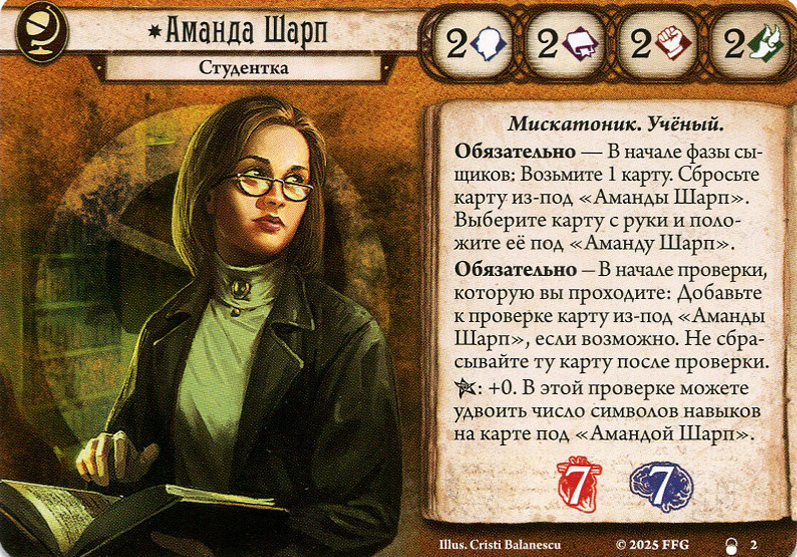 ✷Аманда Шарп
Студентка
2 2 2 2
Мискатоник. Учёный.
Обязательно — В начале фазы сы-
щиков: Возьмите 1 карту. Сбросьте
карту из-под «Аманды Шарп».
Выберите карту с руки и поло-
жите её под «Аманду Шарп».
Обязательно – В начале проверки,
которую вы проходите: Добавьте
к проверке карту из-под «Аманды
Шарп», если возможно. Не сбра-
сывайте ту карту после проверки.
: +0. В этой проверке можете
удвоить число символов навыков
на карте под «Амандой Шарп».
7 7
Illus. Cristi Balanescu © 2025 FFG 2